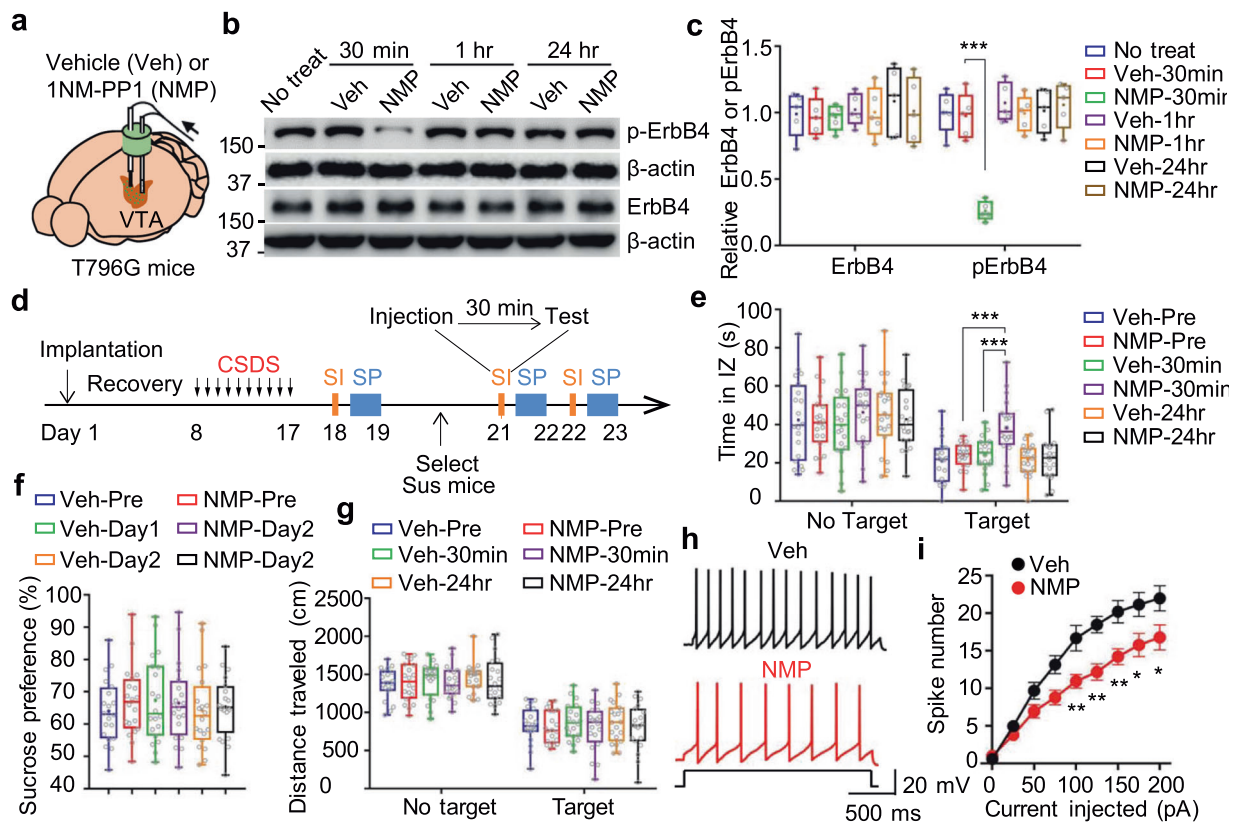 a
Vehicle (Veh) or
1NM-PP1 (NMP)
VTA
T796G mice
b
30 min
1 hr
24 hr
No treat
Veh
NMP
Veh
NMP
Veh
NMP
150
p-ErbB4
37
β-actin
150
ErbB4
37
β-actin
c
Relative ErbB4 or pErbB4
1.5
1.0
0.5
0.0
***
ErbB4
pErbB4
No treat
Veh-30min
NMP-30min
Veh-1hr
NMP-1hr
Veh-24hr
NMP-24hr
d
Injection
30 min
Test
Implantation
Recovery
CSDS
SI
SP
SI
SP
SI
SP
Day 1
8
17
18
19
21
22
22
23
Select
Sus mice
e
Time in IZ (s)
100
80
60
40
20
0
***
***
No Target
Target
Veh-Pre
NMP-Pre
Veh-30min
NMP-30min
Veh-24hr
NMP-24hr
f
Veh-Pre
NMP-Pre
Veh-Day1
NMP-Day2
Veh-Day2
NMP-Day2
Sucrose preference (%)
100
90
80
70
60
50
40
g
Veh-Pre
NMP-Pre
Veh-30min
NMP-30min
Veh-24hr
NMP-24hr
Distance traveled (cm)
2500
2000
1500
1000
500
0
No target
Target
h
Veh
NMP
20 mV
500 ms
i
Veh
NMP
Spike number
25
20
15
10
5
0
**
**
**
*
*
0
50
100
150
200
Current injected (pA)